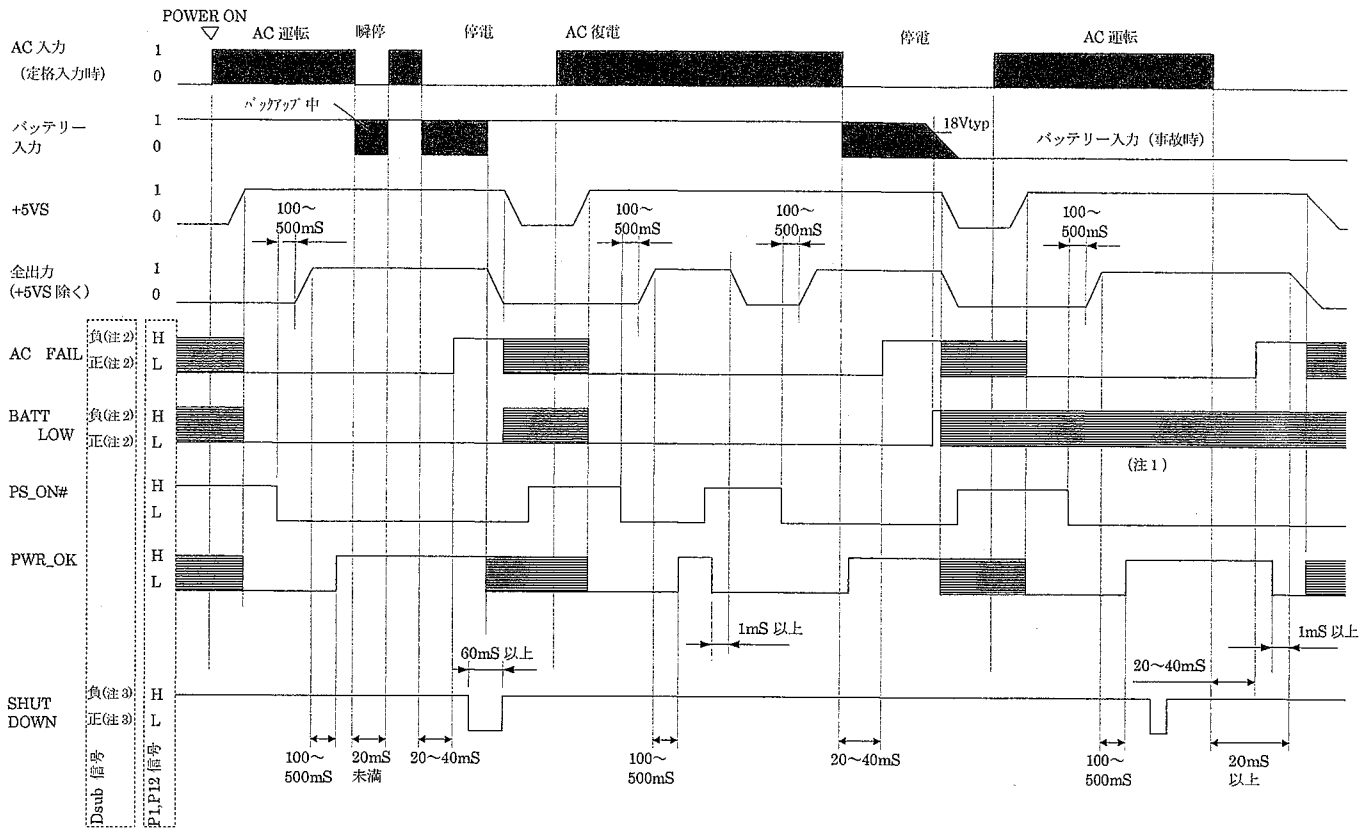 POWER ON
AC 入力
(定格入力時)
1
0
AC 運転
瞬停
停電
AC 復電
停電
AC 運転
バックアップ 中
バッテリー
入力
1
0
18Vtyp
バッテリー入力 (事故時)
+5VS
1
0
100~
500mS
100~
500mS
100~
500mS
100~
500mS
全出力
(+5VS 除く)
1
0
AC FAIL
負(注 2)
正(注 2)
H
L
BATT
LOW
負(注 2)
正(注 2)
H
L
(注 1)
PS_ON#
H
L
PWR_OK
H
L
1mS 以上
1mS 以上
60mS 以上
20~40mS
SHUT
DOWN
負(注 3)
正(注 3)
H
L
100~
500mS
20mS
未満
20~40mS
100~
500mS
20~40mS
100~
500mS
20mS
以上
Dsub 信号
P1,P12 信号